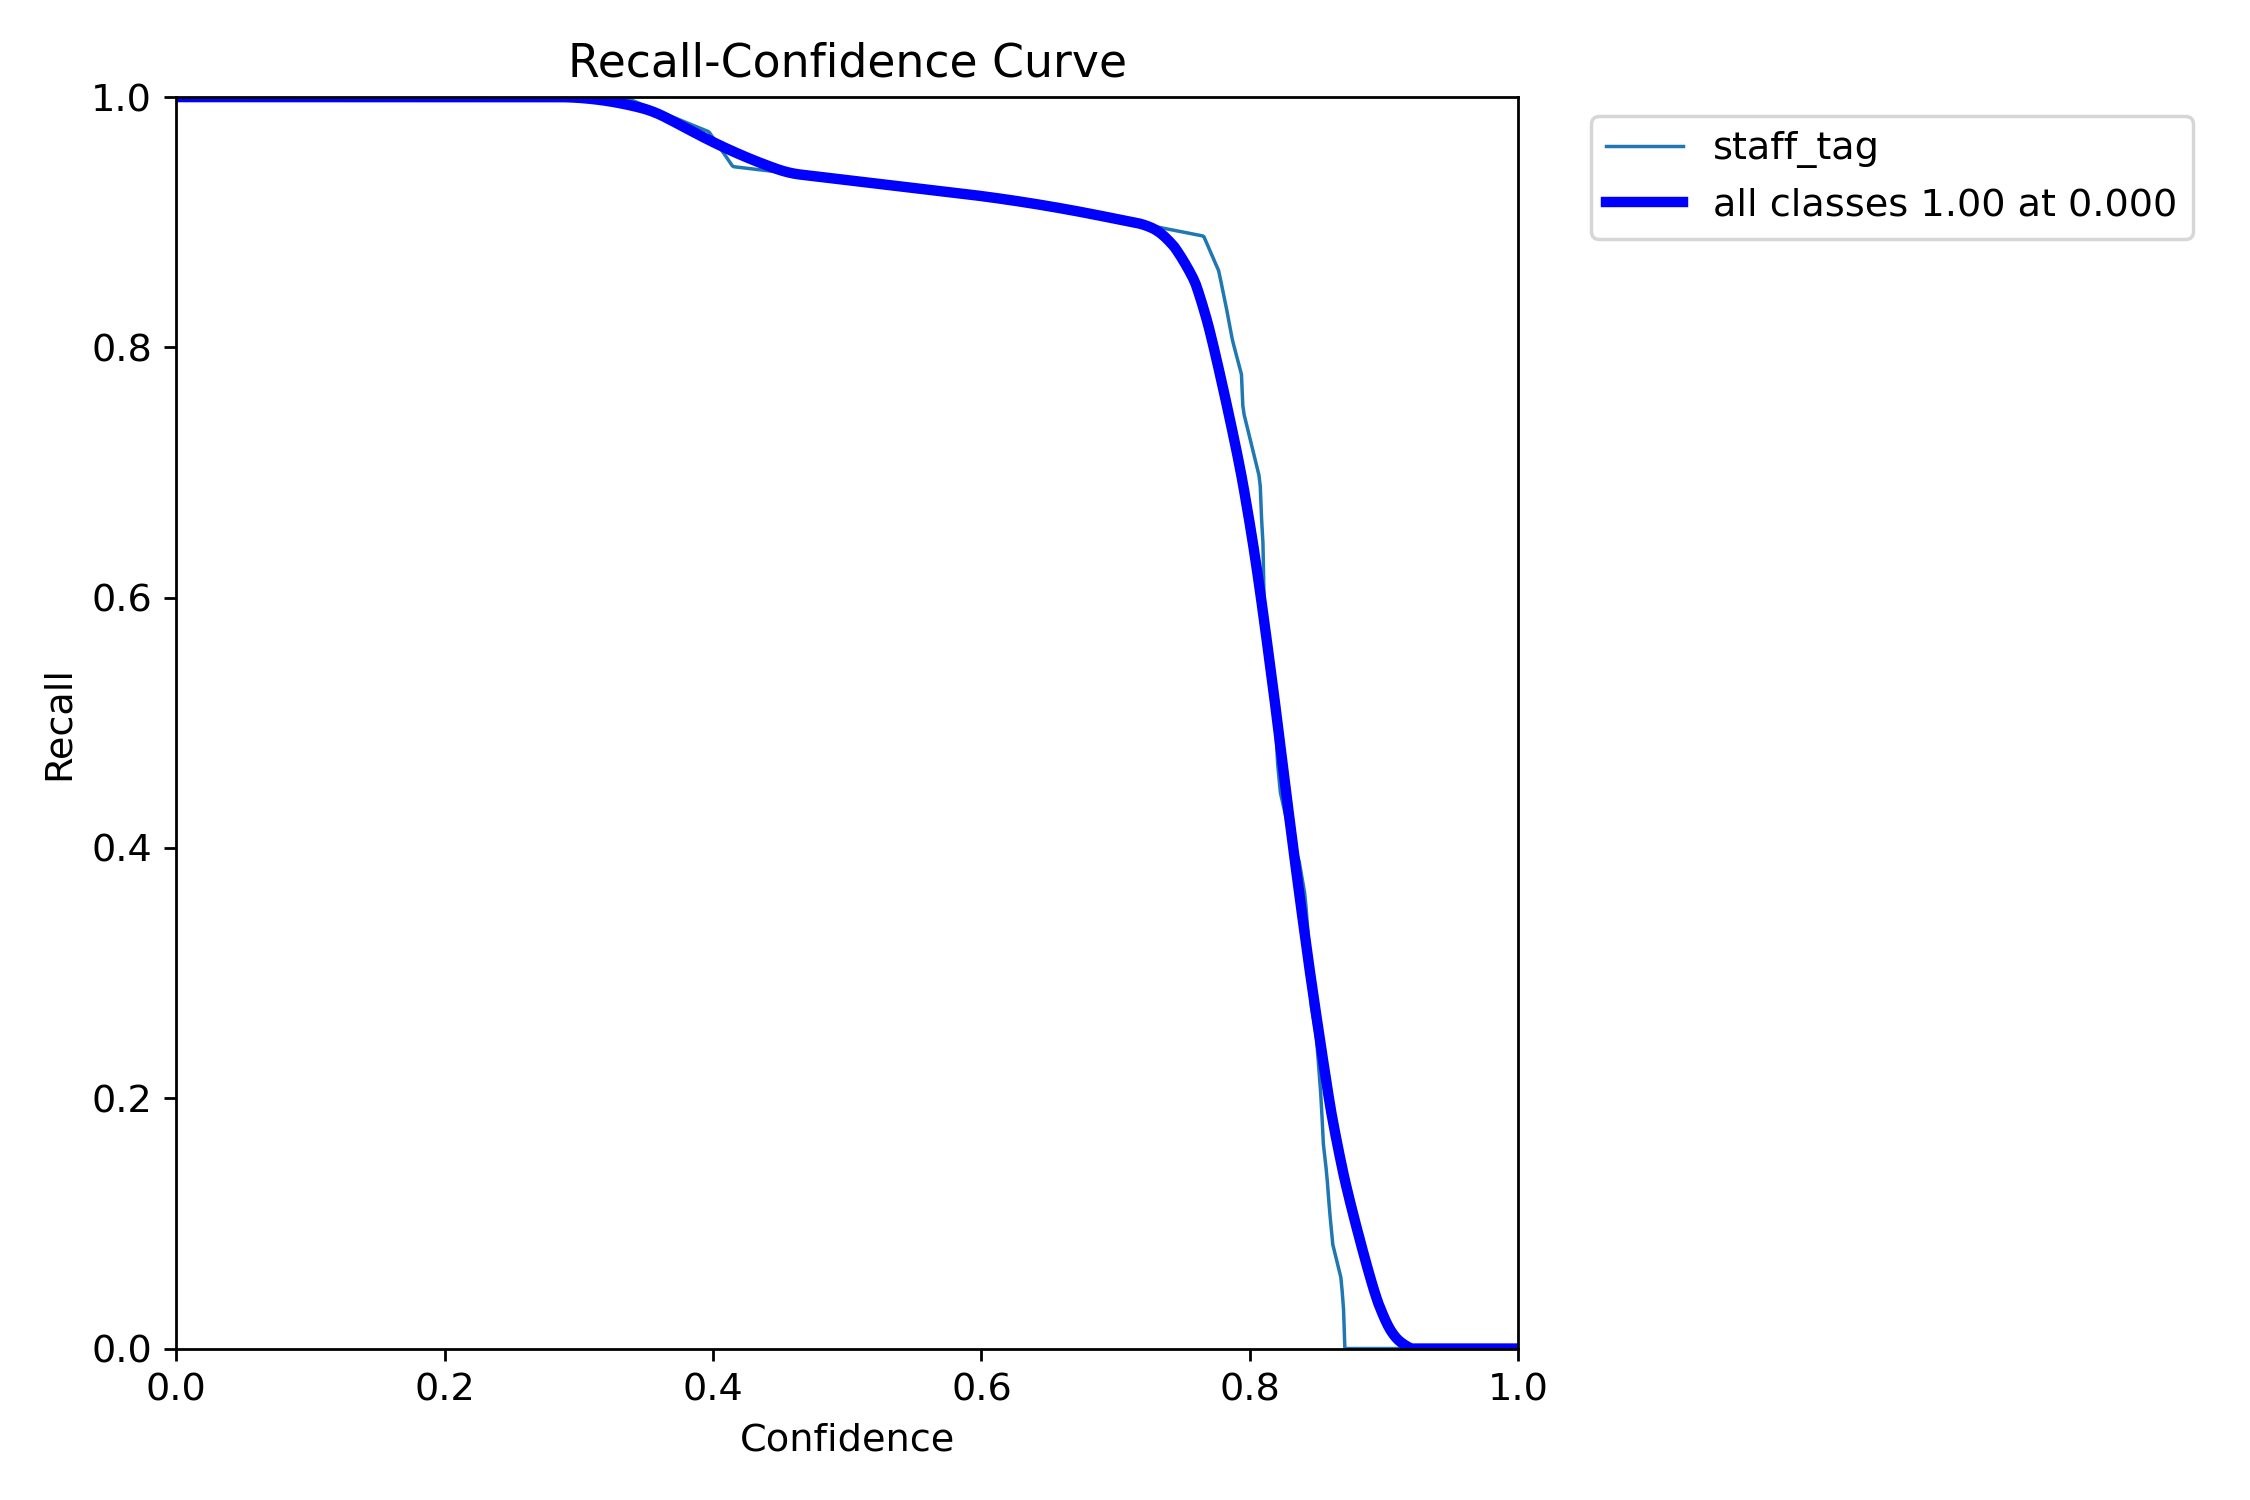 Recall-Confidence Curve
1.0
0.8
0.6
0.4
0.2
0.0
Recall
0.0 0.2 0.4 0.6 0.8 1.0
Confidence
staff_tag
all classes 1.00 at 0.000